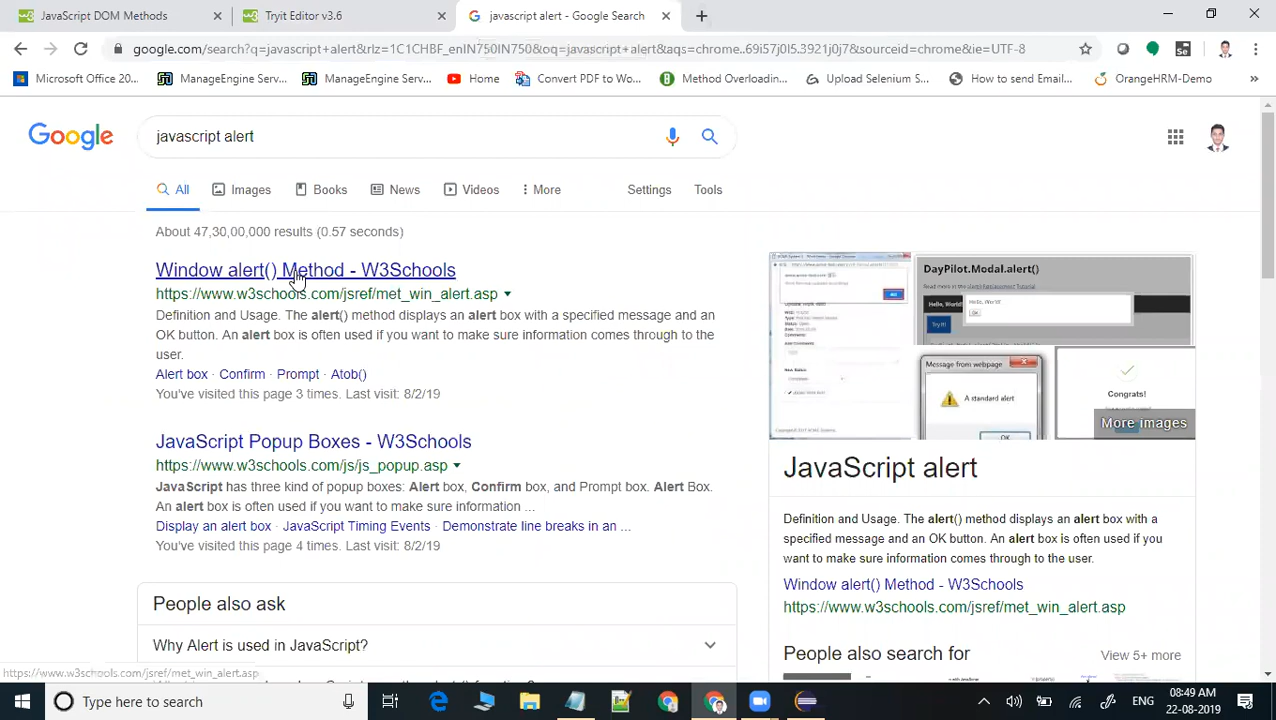 JavaScript DOM
Tryit Editor v3.6
javascript alert - Google Search
google.com/search?q=javascript+alert&rlz=1C1CHBF_enIN750IN750&oq=javascript+alert&aqs=chrome..69i57j0l5.3921j0j7&sourceid=chrome&ie=UTF-8
Se
Microsoft Office 20...
ManageEngine Serv...
ManageEngine Serv...
Home
Convert PDF to Wo...
Method Overloadin...
Upload Selenium S...
How to send Email...
OrangeHRM-Demo
Google
javascript alert
All
Images
Books
News
Videos
More
Settings
Tools
About 47,30,00,000 results (0.57 seconds)
Window alert() Method - W3Schools
https://www.w3schools.com/jsref/met_win_alert.asp
Definition and Usage. The alert() method displays an alert box with a specified message and an
OK button. An alert box is often used if you want to make sure information comes through to the
user.
Alert box · Confirm · Prompt · Atob()
You've visited this page 3 times. Last visit: 8/2/19
JavaScript Popup Boxes - W3Schools
https://www.w3schools.com/js/js_popup.asp
JavaScript has three kind of popup boxes: Alert box, Confirm box, and Prompt box. Alert Box.
An alert box is often used if you want to make sure information ...
Display an alert box · JavaScript Timing Events · Demonstrate line breaks in an ...
You've visited this page 4 times. Last visit: 8/2/19
People also ask
Why Alert is used in JavaScript?
DayPilot.Modal.alert()
Hello, World!
OK
Try it!
Message from webpage
A standard alert
OK
Congrats!
More images
JavaScript alert
Definition and Usage. The alert() method displays an alert box with a
specified message and an OK button. An alert box is often used if you
want to make sure information comes through to the user.
Window alert() Method - W3Schools
https://www.w3schools.com/jsref/met_win_alert.asp
People also search for
View 5+ more
https://www.w3schools.com/jsref/met_win_alert.asp
Type here to search
ENG
08:49 AM
22-08-2019